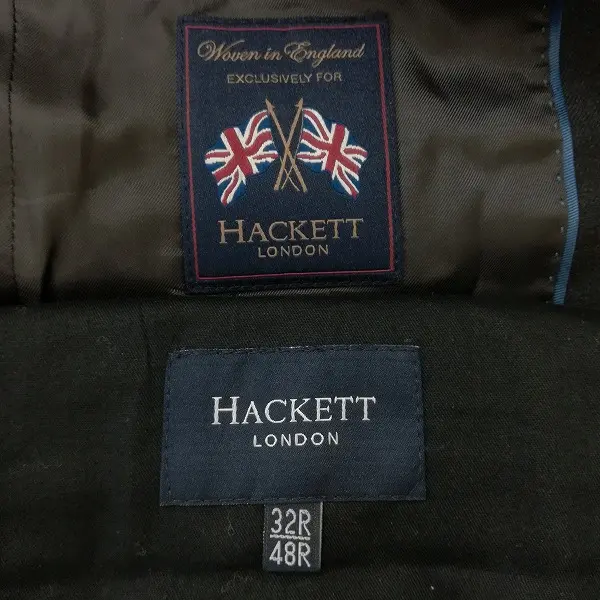 Woven in England
EXCLUSIVELY FOR
HACKETT
LONDON
HACKETT
LONDON
32R
48R